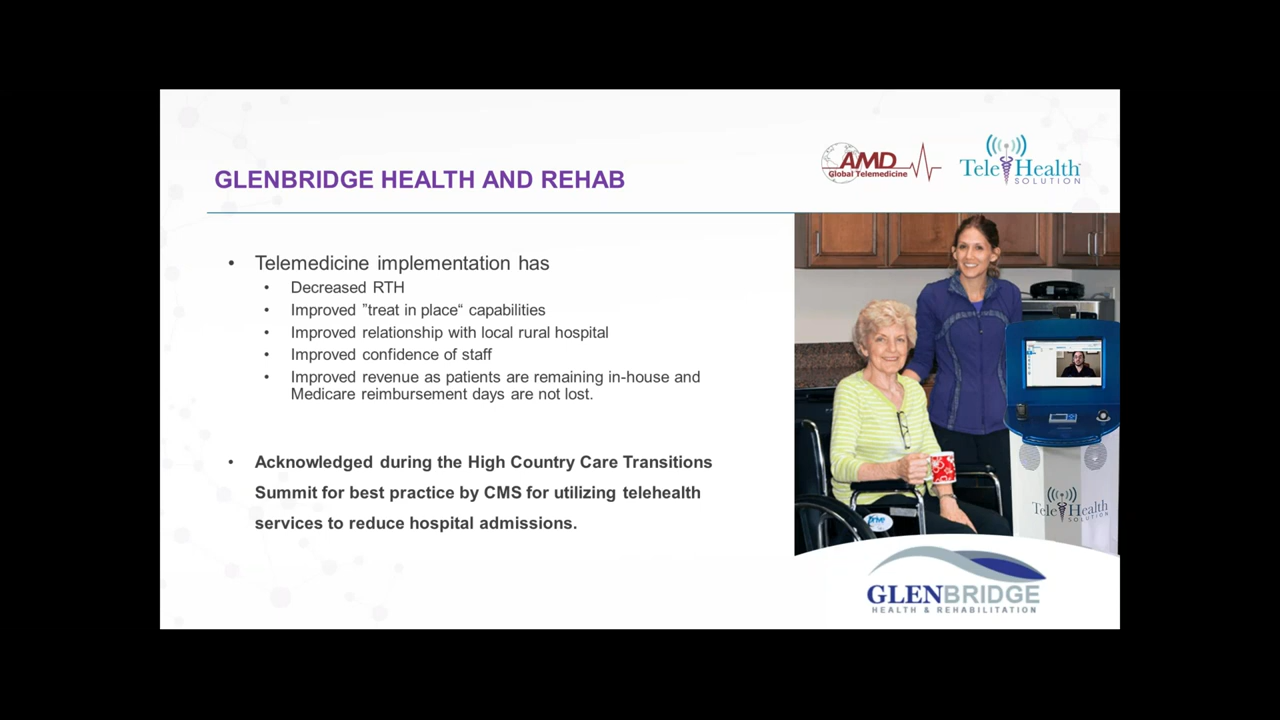 AMD
Global Telemedicine
TeleHealth
SOLUTION
GLENBRIDGE HEALTH AND REHAB
• Telemedicine implementation has
• Decreased RTH
• Improved ”treat in place“ capabilities
• Improved relationship with local rural hospital
• Improved confidence of staff
• Improved revenue as patients are remaining in-house and
Medicare reimbursement days are not lost.
• Acknowledged during the High Country Care Transitions
Summit for best practice by CMS for utilizing telehealth
services to reduce hospital admissions.
drive
TeleHealth
SOLUTION
GLENBRIDGE
HEALTH & REHABILITATION